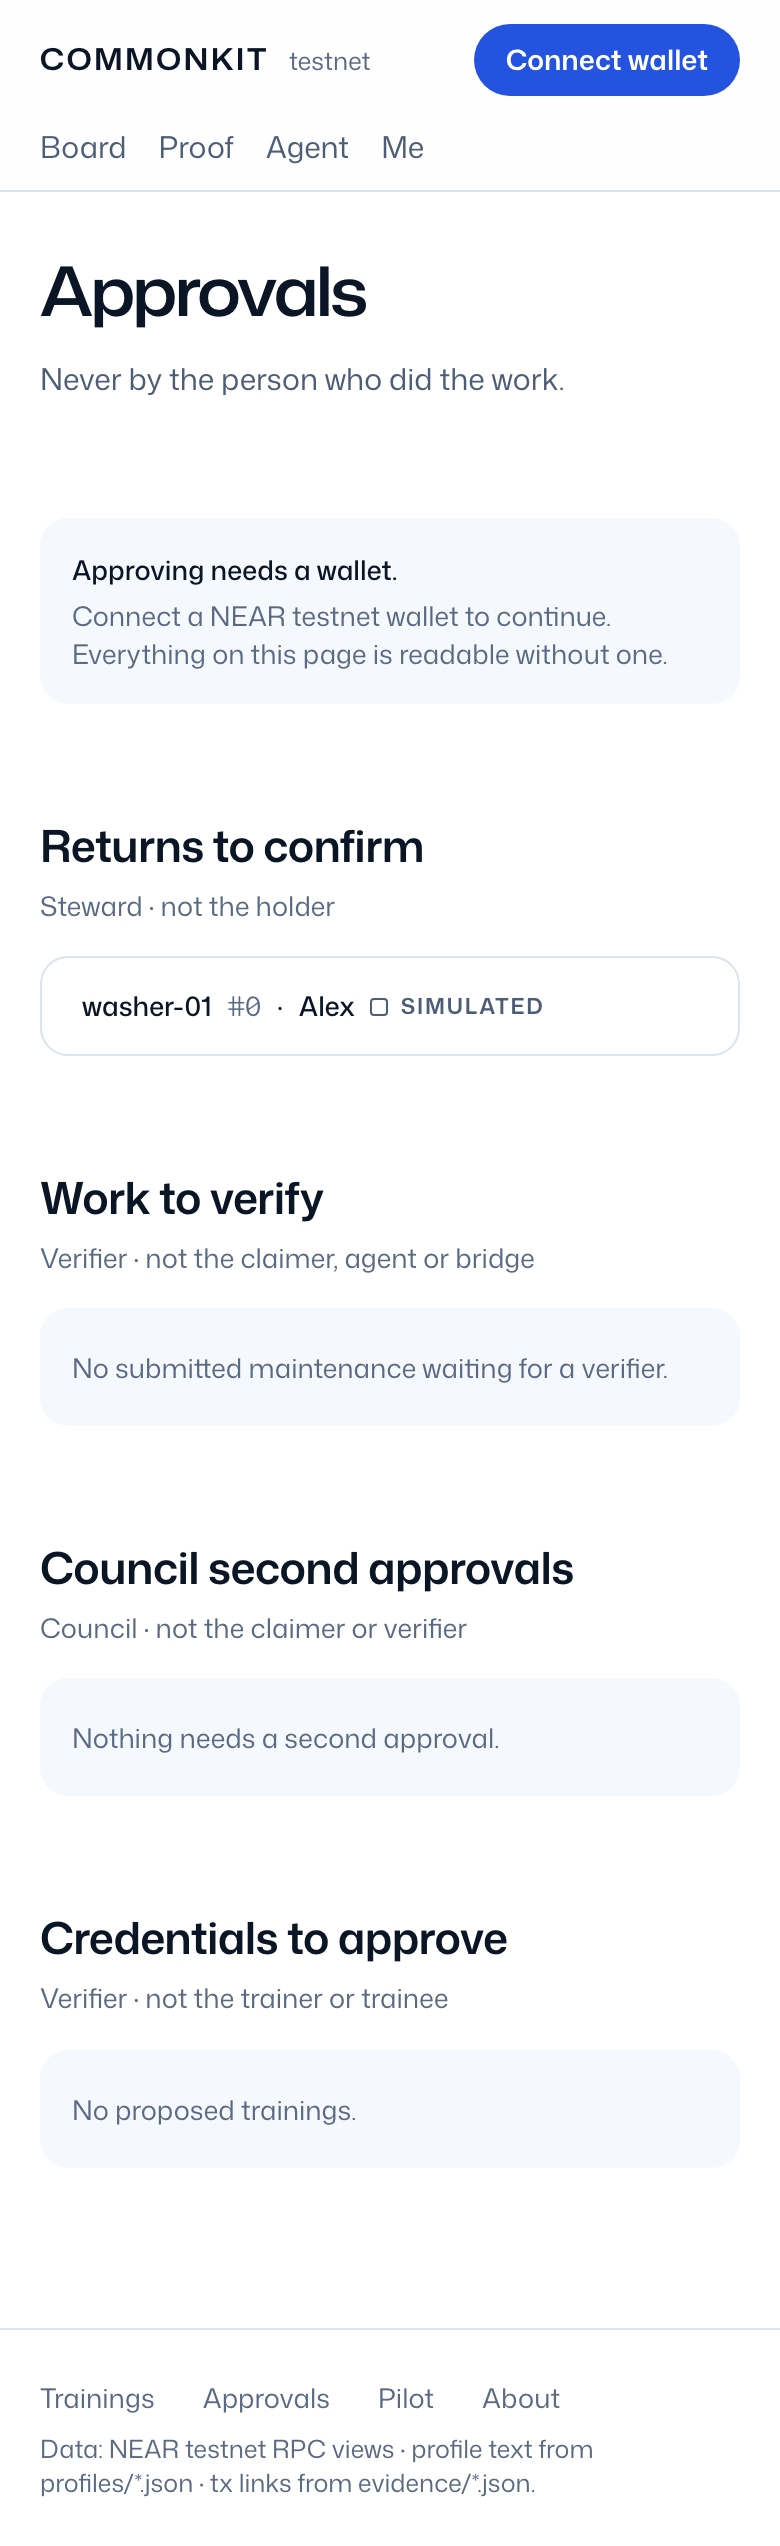 COMMONKIT testnet Connect wallet
Board Proof Agent Me
Approvals
Never by the person who did the work.
Approving needs a wallet.
Connect a NEAR testnet wallet to continue.
Everything on this page is readable without one.
Returns to confirm
Steward · not the holder
washer-01 #0 · Alex SIMULATED
Work to verify
Verifier · not the claimer, agent or bridge
No submitted maintenance waiting for a verifier.
Council second approvals
Council · not the claimer or verifier
Nothing needs a second approval.
Credentials to approve
Verifier · not the trainer or trainee
No proposed trainings.
Trainings Approvals Pilot About
Data: NEAR testnet RPC views · profile text from
profiles/*.json · tx links from evidence/*.json.